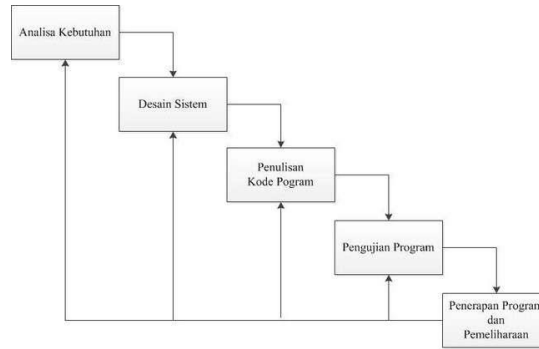 Analisa Kebutuhan
Desain Sistem
Penulisan
Kode Pogram
Pengujian Program
Penerapan Program
dan
Pemeliharaan